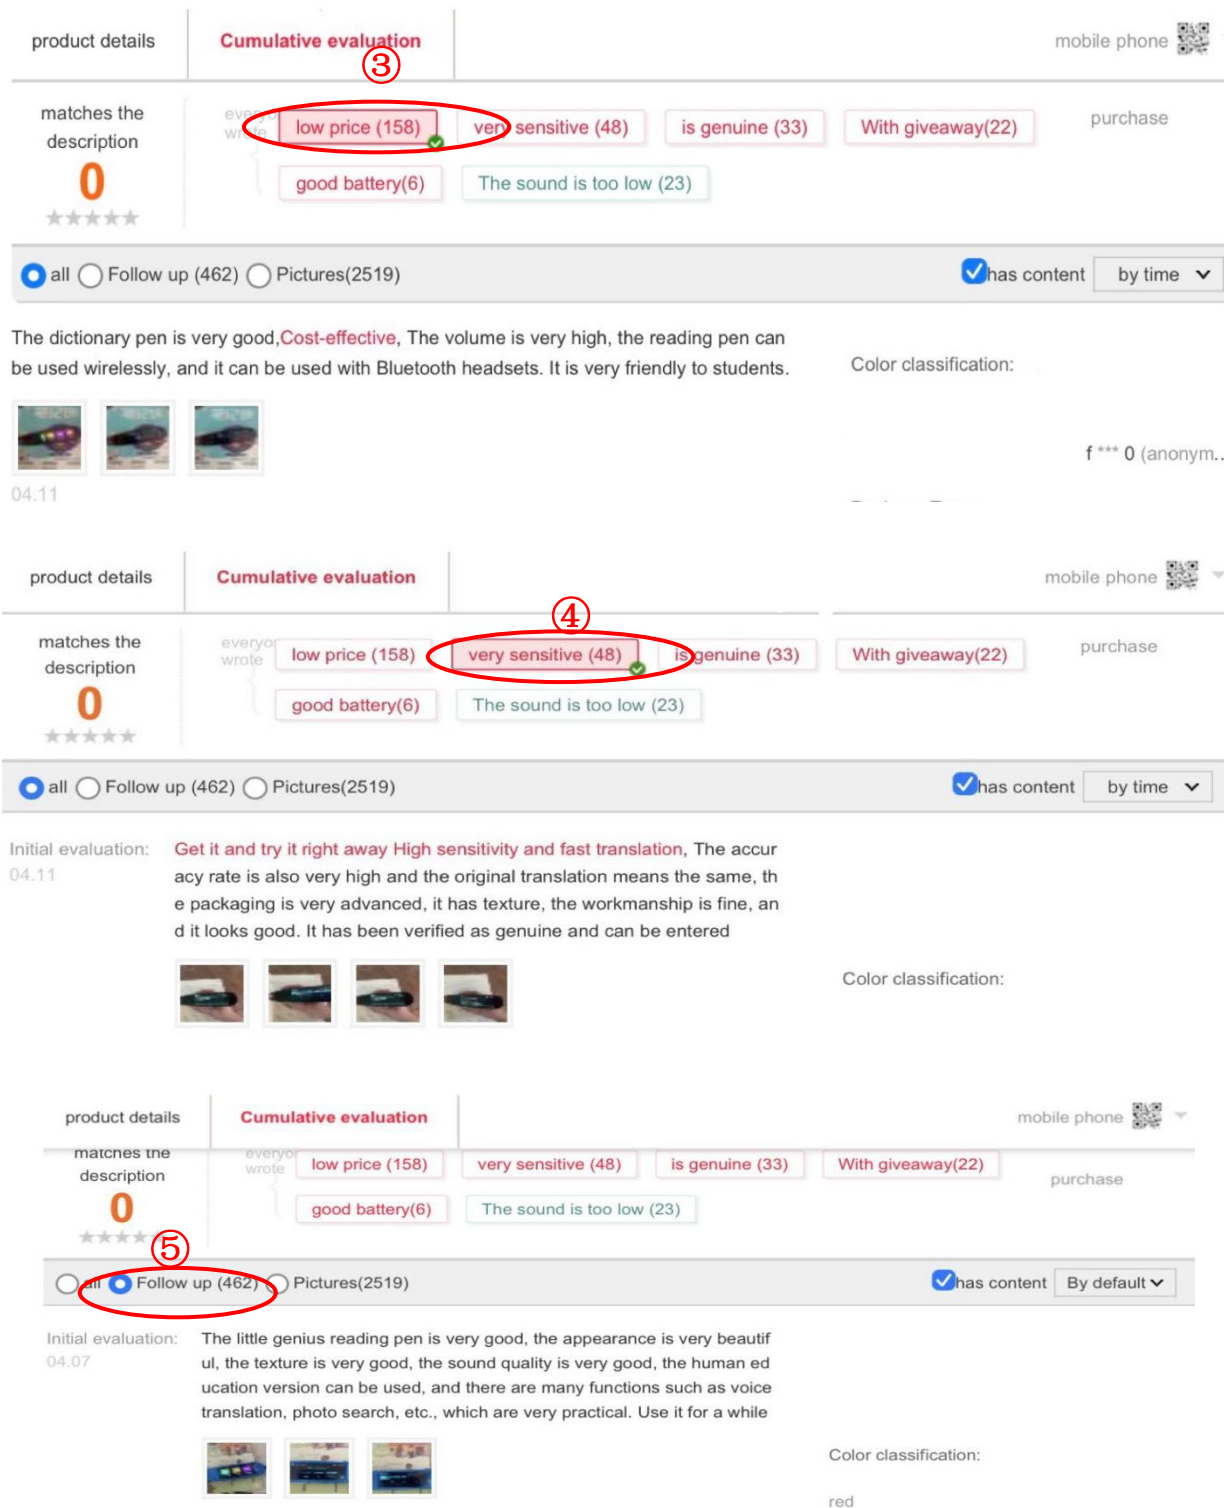 product details
Cumulative evaluation
mobile phone
③
matches the
description
everyo
wrote
low price (158)
very sensitive (48)
is genuine (33)
With giveaway(22)
purchase
0
good battery(6)
The sound is too low (23)
all
Follow up (462)
Pictures(2519)
has content
by time
The dictionary pen is very good,Cost-effective, The volume is very high, the reading pen can
be used wirelessly, and it can be used with Bluetooth headsets. It is very friendly to students.
Color classification:
f *** 0 (anonym..
04.11
product details
Cumulative evaluation
mobile phone
④
matches the
description
everyo
wrote
low price (158)
very sensitive (48)
is genuine (33)
With giveaway(22)
purchase
0
good battery(6)
The sound is too low (23)
all
Follow up (462)
Pictures(2519)
has content
by time
Initial evaluation:
04.11
Get it and try it right away High sensitivity and fast translation, The accur
acy rate is also very high and the original translation means the same, th
e packaging is very advanced, it has texture, the workmanship is fine, an
d it looks good. It has been verified as genuine and can be entered
Color classification:
product details
Cumulative evaluation
mobile phone
matches the
description
everyo
wrote
low price (158)
very sensitive (48)
is genuine (33)
With giveaway(22)
purchase
0
good battery(6)
The sound is too low (23)
⑤
all
Follow up (462)
Pictures(2519)
has content
By default
Initial evaluation:
04.07
The little genius reading pen is very good, the appearance is very beautif
ul, the texture is very good, the sound quality is very good, the human ed
ucation version can be used, and there are many functions such as voice
translation, photo search, etc., which are very practical. Use it for a while
Color classification:
red